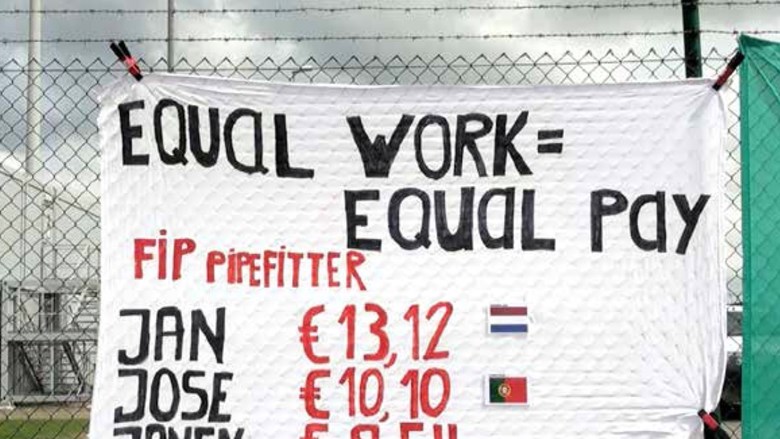 EQUAL WORK=
EQUAL PAY
FIP PIPEFITTER
JAN €13,12
JOSE €10,10